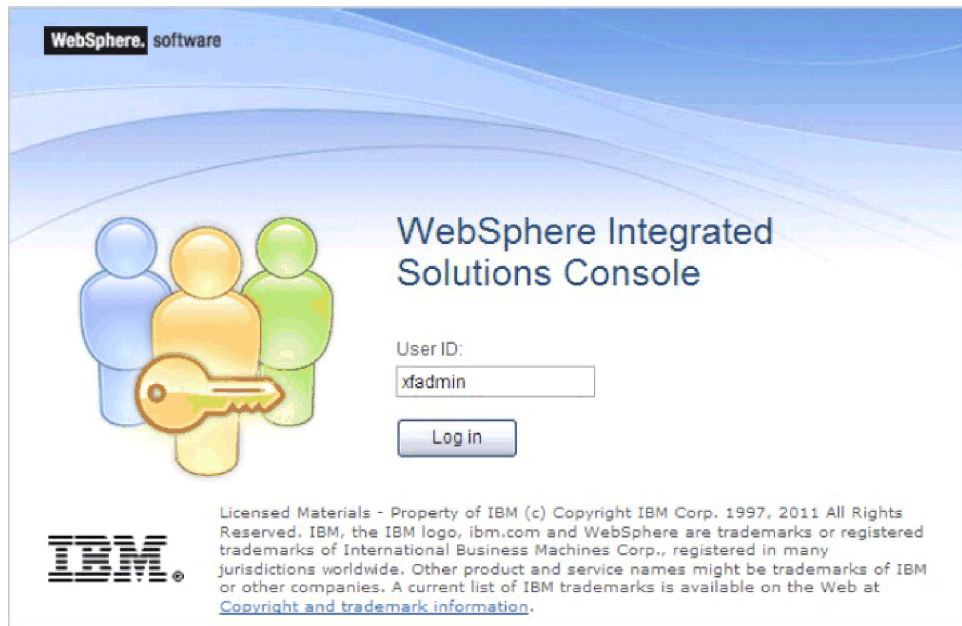 WebSphere. software
WebSphere Integrated
Solutions Console
User ID:
xfadmin
Log in
Licensed Materials - Property of IBM (c) Copyright IBM Corp. 1997, 2011 All Rights
Reserved. IBM, the IBM logo, ibm.com and WebSphere are trademarks or registered
trademarks of International Business Machines Corp., registered in many
jurisdictions worldwide. Other product and service names might be trademarks of IBM
or other companies. A current list of IBM trademarks is available on the Web at
Copyright and trademark information.
IBM®